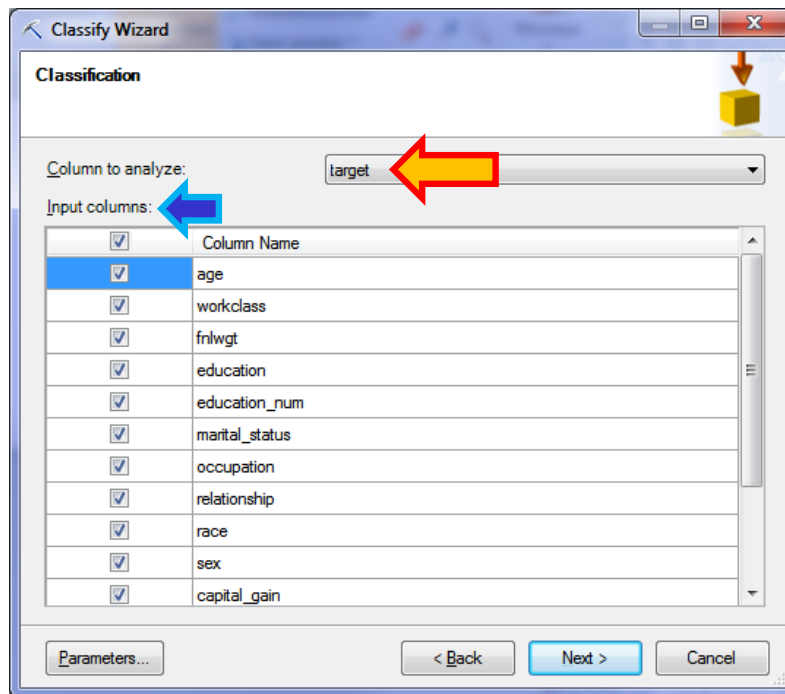 Classify Wizard
Classification
Column to analyze:
target
Input columns:
Column Name
age
workclass
fnlwgt
education
education_num
marital_status
occupation
relationship
race
sex
capital_gain
Parameters... < Back Next > Cancel